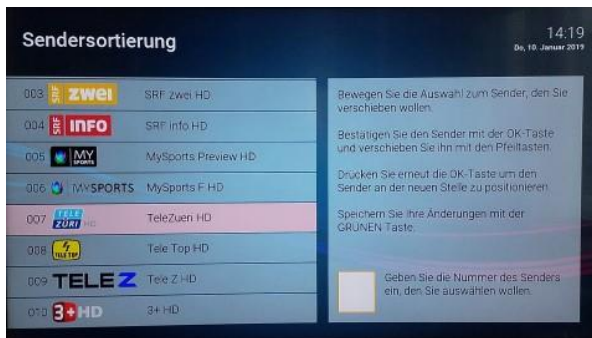 Sendersortierung
14:19
Do, 10. Januar 2019
003 SRF zwei SRF zwei HD
004 SRF INFO SRF info HD
005 MY SPORTS MySports Preview HD
006 MYSPORTS MySports F HD
007 TELE ZÜRI HD TeleZueri HD
008 TELE TOP Tele Top HD
009 TELE Z Tele Z HD
010 3+ HD 3+ HD
Bewegen Sie die Auswahl zum Sender, den Sie
verschieben wollen.
Bestätigen Sie den Sender mit der OK-Taste
und verschieben Sie ihn mit den Pfeiltasten.
Drücken Sie erneut die OK-Taste um den
Sender an der neuen Stelle zu positionieren.
Speichern Sie Ihre Änderungen mit der
GRÜNEN Taste.
Geben Sie die Nummer des Senders
ein, den Sie auswählen wollen.